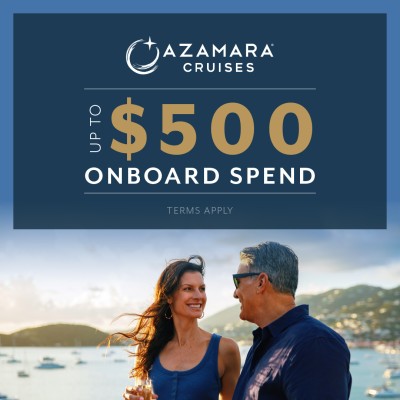 AZAMARA®
CRUISES
UP TO
$500
ONBOARD SPEND
TERMS APPLY